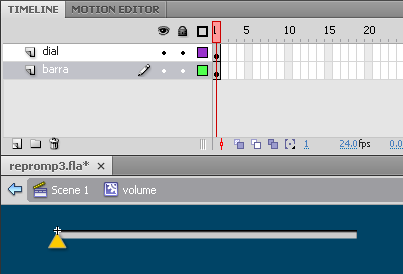 TIMELINE MOTION EDITOR
1 5 10 15 20
dial
barra
1 24.0fps 0.0
repromp3.fla* ×
Scene 1 volume